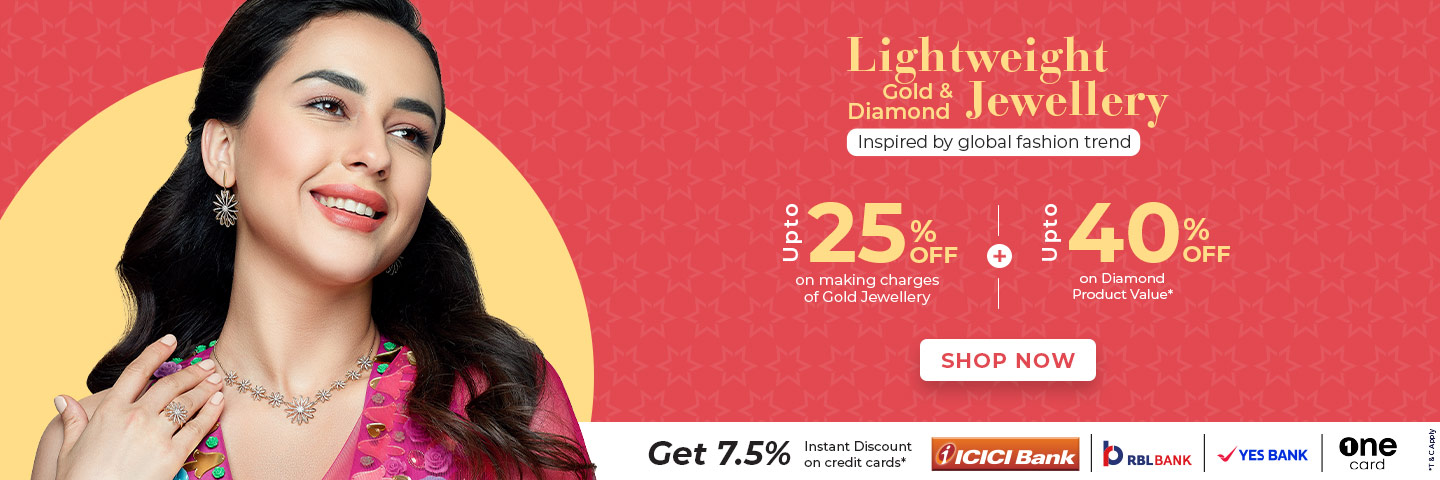 Lightweight
Gold &
Diamond Jewellery
Inspired by global fashion trend
Upto 25% OFF
on making charges
of Gold Jewellery
+
Upto 40% OFF
on Diamond
Product Value*
SHOP NOW
Get 7.5%
Instant Discount
on credit cards*
ICICI Bank
RBLBANK
YES BANK
one
card
*T & C Apply